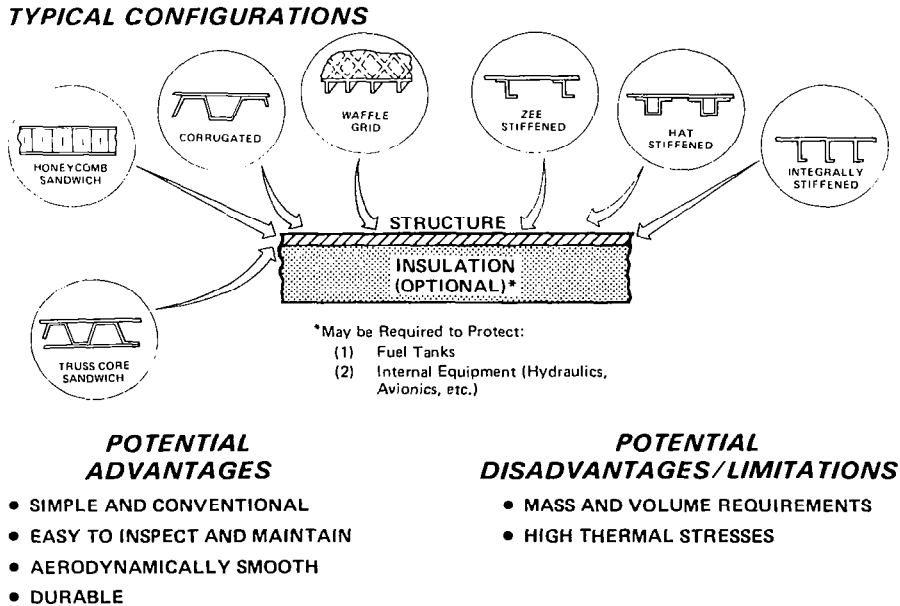 TYPICAL CONFIGURATIONS
HONEYCOMB
SANDWICH
CORRUGATED
WAFFLE
GRID
ZEE
STIFFENED
HAT
STIFFENED
INTEGRALLY
STIFFENED
TRUSS CORE
SANDWICH
STRUCTURE
INSULATION
(OPTIONAL)*
*May be Required to Protect:
(1) Fuel Tanks
(2) Internal Equipment (Hydraulics,
Avionics, etc.)
POTENTIAL
ADVANTAGES
• SIMPLE AND CONVENTIONAL
• EASY TO INSPECT AND MAINTAIN
• AERODYNAMICALLY SMOOTH
• DURABLE
POTENTIAL
DISADVANTAGES/LIMITATIONS
• MASS AND VOLUME REQUIREMENTS
• HIGH THERMAL STRESSES